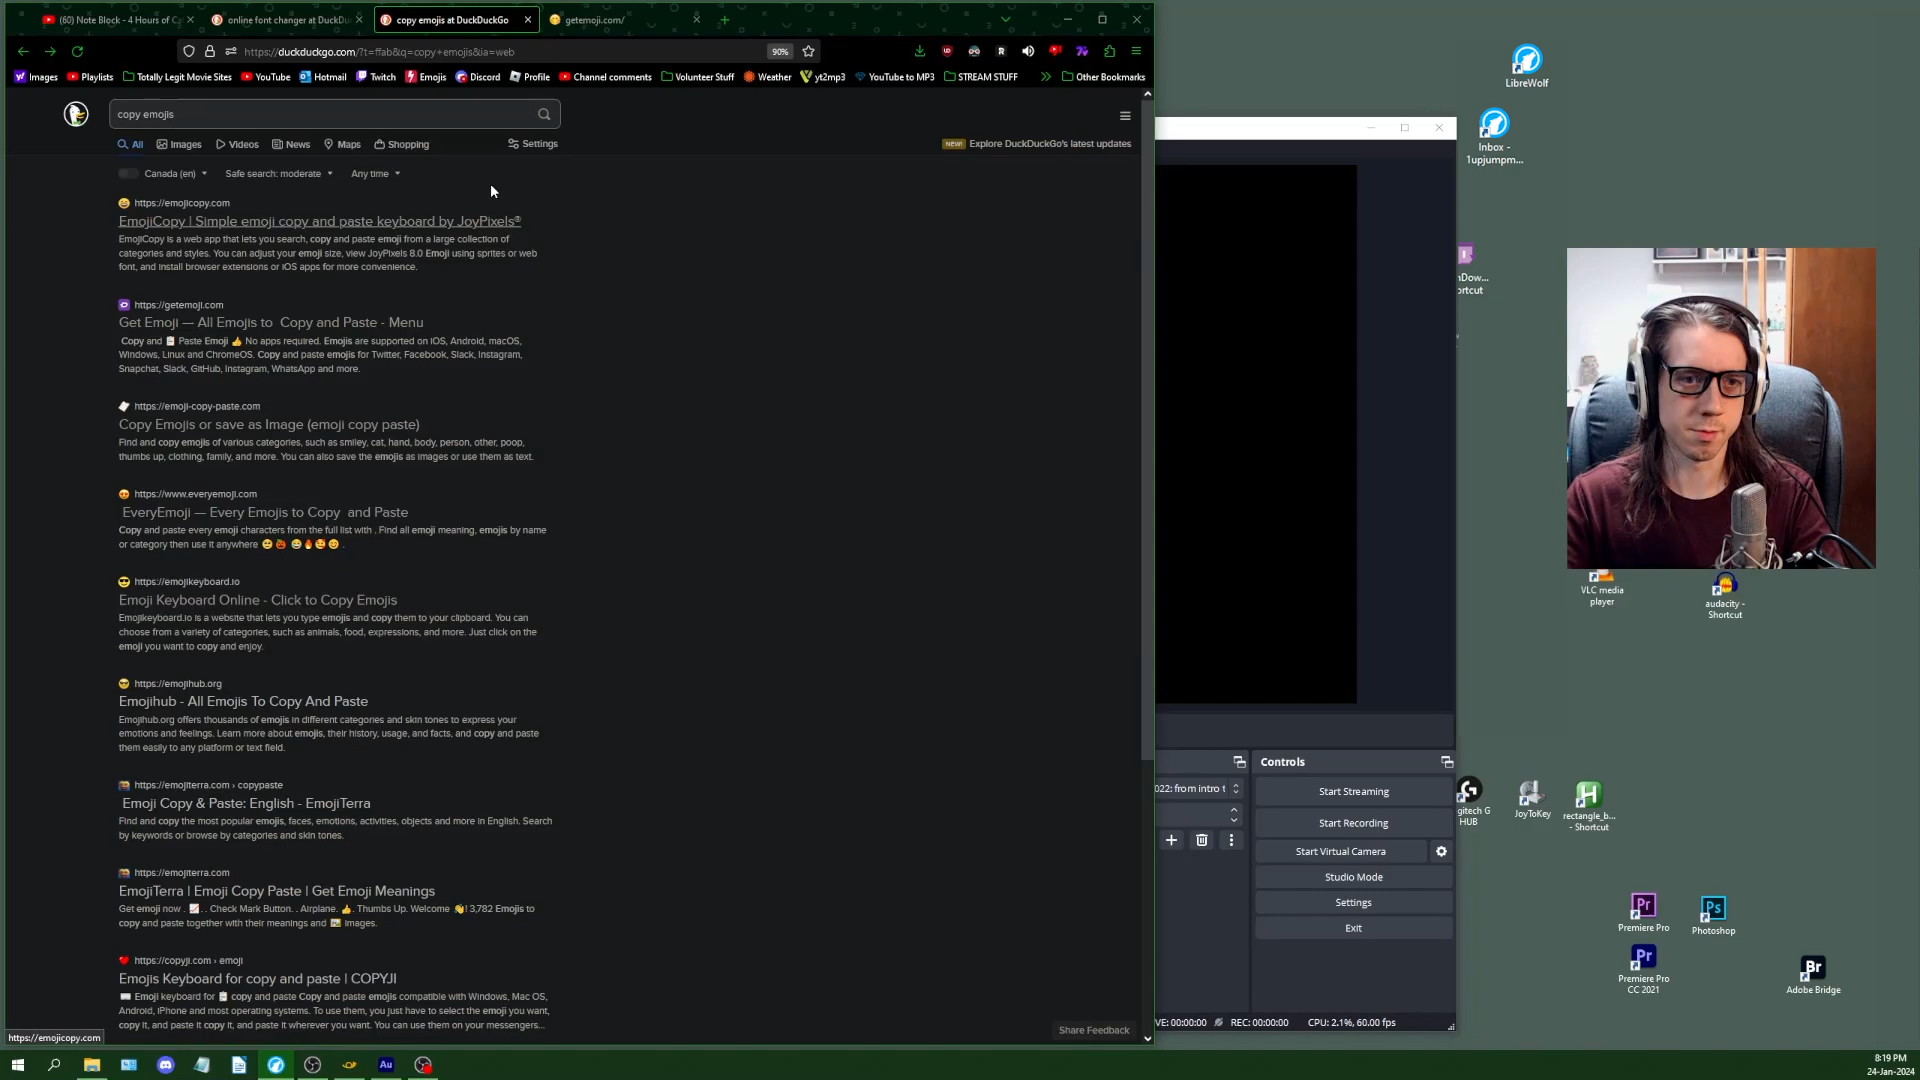 (60) Note Block - 4 Hours of C
online font changer at DuckDu
copy emojis at DuckDuckGo
getemoji.com/
https://duckduckgo.com/?t=ffab&q=copy+emojis&ia=web
90%
Images
Playlists
Totally Legit Movie Sites
YouTube
Hotmail
Twitch
Emojis
Discord
Profile
Channel comments
Volunteer Stuff
Weather
yt2mp3
YouTube to MP3
STREAM STUFF
Other Bookmarks
copy emojis
All
Images
Videos
News
Maps
Shopping
Settings
NEW!
Explore DuckDuckGo's latest updates
Canada (en)
Safe search: moderate
Any time
https://emojicopy.com
EmojiCopy | Simple emoji copy and paste keyboard by JoyPixels®
EmojiCopy is a web app that lets you search, copy and paste emoji from a large collection of
categories and styles. You can adjust your emoji size, view JoyPixels 8.0 Emoji using sprites or web
font, and install browser extensions or iOS apps for more convenience.
https://getemoji.com
Get Emoji — All Emojis to Copy and Paste - Menu
Copy and 📋 Paste Emoji 👍 No apps required. Emojis are supported on iOS, Android, macOS,
Windows, Linux and ChromeOS. Copy and paste emojis for Twitter, Facebook, Slack, Instagram,
Snapchat, Slack, GitHub, Instagram, WhatsApp and more.
https://emoji-copy-paste.com
Copy Emojis or save as Image (emoji copy paste)
Find and copy emojis of various categories, such as smiley, cat, hand, body, person, other, poop,
thumbs up, clothing, family, and more. You can also save the emojis as images or use them as text.
https://www.everyemoji.com
EveryEmoji — Every Emojis to Copy and Paste
Copy and paste every emoji characters from the full list with . Find all emoji meaning, emojis by name
or category then use it anywhere .
https://emojikeyboard.io
Emoji Keyboard Online - Click to Copy Emojis
Emojikeyboard.io is a website that lets you type emojis and copy them to your clipboard. You can
choose from a variety of categories, such as animals, food, expressions, and more. Just click on the
emoji you want to copy and enjoy.
https://emojihub.org
Emojihub - All Emojis To Copy And Paste
Emojihub.org offers thousands of emojis in different categories and skin tones to express your
emotions and feelings. Learn more about emojis, their history, usage, and facts, and copy and paste
them easily to any platform or text field.
https://emojiterra.com › copypaste
Emoji Copy & Paste: English - EmojiTerra
Find and copy the most popular emojis, faces, emotions, activities, objects and more in English. Search
by keywords or browse by categories and skin tones.
https://emojiterra.com
EmojiTerra | Emoji Copy Paste | Get Emoji Meanings
Get emoji now . 📈. . Check Mark Button. . Airplane. 👍. Thumbs Up. Welcome 👋! 3,782 Emojis to
copy and paste together with their meanings and images.
https://copyji.com › emoji
Emojis Keyboard for copy and paste | COPYJI
Emoji keyboard for 📋 copy and paste Copy and paste emojis compatible with Windows, Mac OS,
Android, iPhone and most operating systems. To use them, you just have to select the emoji you want,
copy it, and paste it wherever you want. You can use them on your messengers...
https://emojicopy.com
Share Feedback
022: from intro t
Controls
Start Streaming
Start Recording
Start Virtual Camera
Studio Mode
Settings
Exit
VE: 00:00:00
REC: 00:00:00
CPU: 2.1%, 60.00 fps
LibreWolf
Inbox -
1upjumpm...
nDow...
ortcut
VLC media
player
audacity -
Shortcut
gitech G
HUB
JoyToKey
rectangle_b...
- Shortcut
Pr
Premiere Pro
Ps
Photoshop
Pr
Premiere Pro
CC 2021
Br
Adobe Bridge
Au
8:19 PM
24-Jan-2024